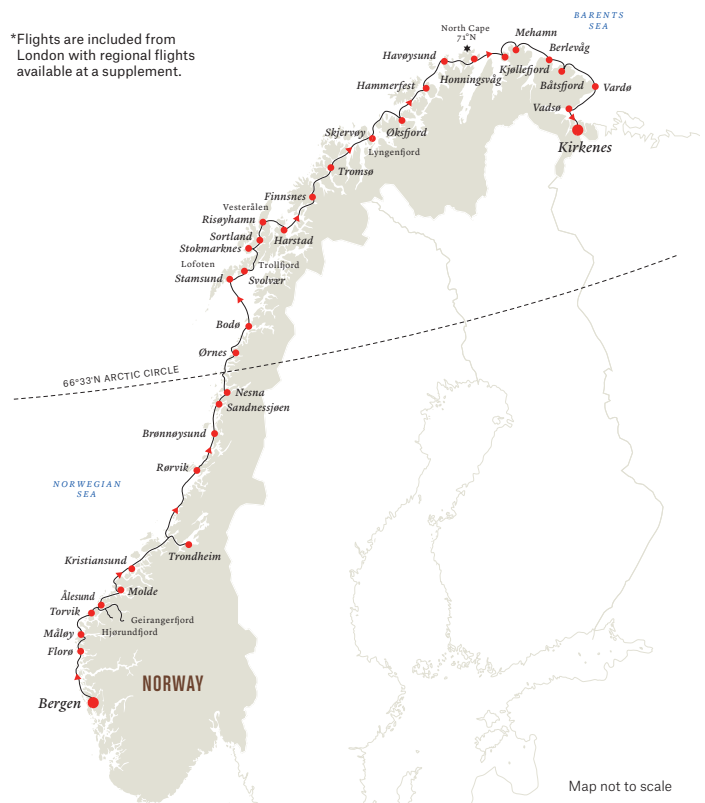 BARENTS
SEA
*Flights are included from
London with regional flights
available at a supplement.
North Cape
71°N
Mehamn
Berlevåg
Havøysund
Honningsvåg
Kjøllefjord
Båtsfjord
Hammerfest
Vardø
Vadsø
Kirkenes
Skjervøy
Øksfjord
Lyngenfjord
Tromsø
Finnsnes
Vesterålen
Risøyhamn
Harstad
Sortland
Stokmarknes
Lofoten
Trollfjord
Stamsund
Svolvær
Bodø
Ørnes
66°33'N ARCTIC CIRCLE
Nesna
Sandnessjøen
Brønnøysund
Rørvik
NORWEGIAN
SEA
Trondheim
Kristiansund
Molde
Ålesund
Torvik
Geirangerfjord
Hjørundfjord
Måløy
Florø
NORWAY
Bergen
Map not to scale